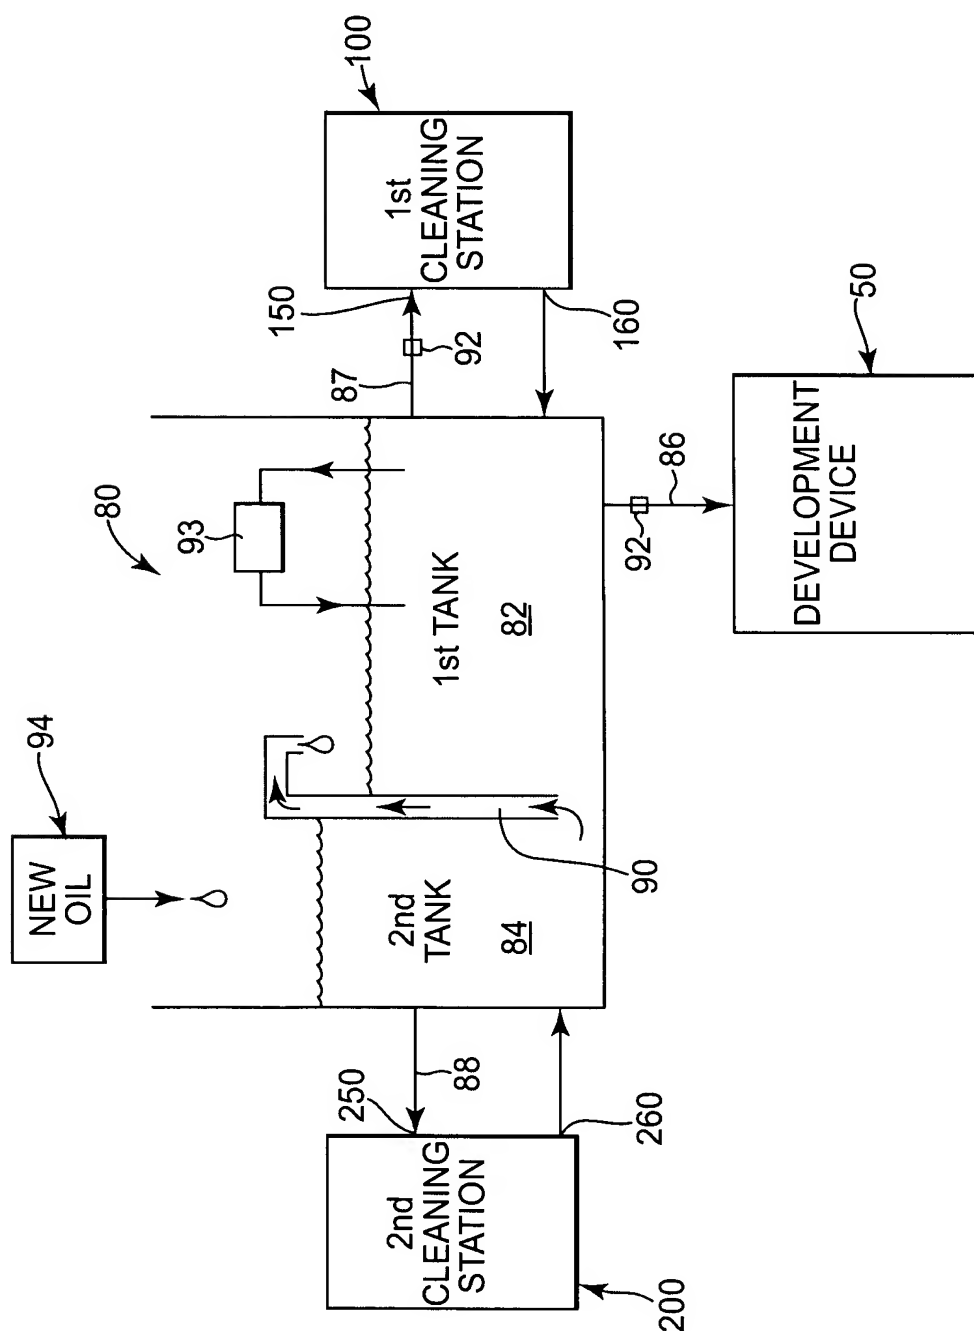 94
NEW
OIL
80
93
100
1st
CLEANING
STATION
150
92
87
160
2nd
TANK
84
90
1st TANK
82
88
250
260
2nd
CLEANING
STATION
200
92
86
50
DEVELOPMENT
DEVICE